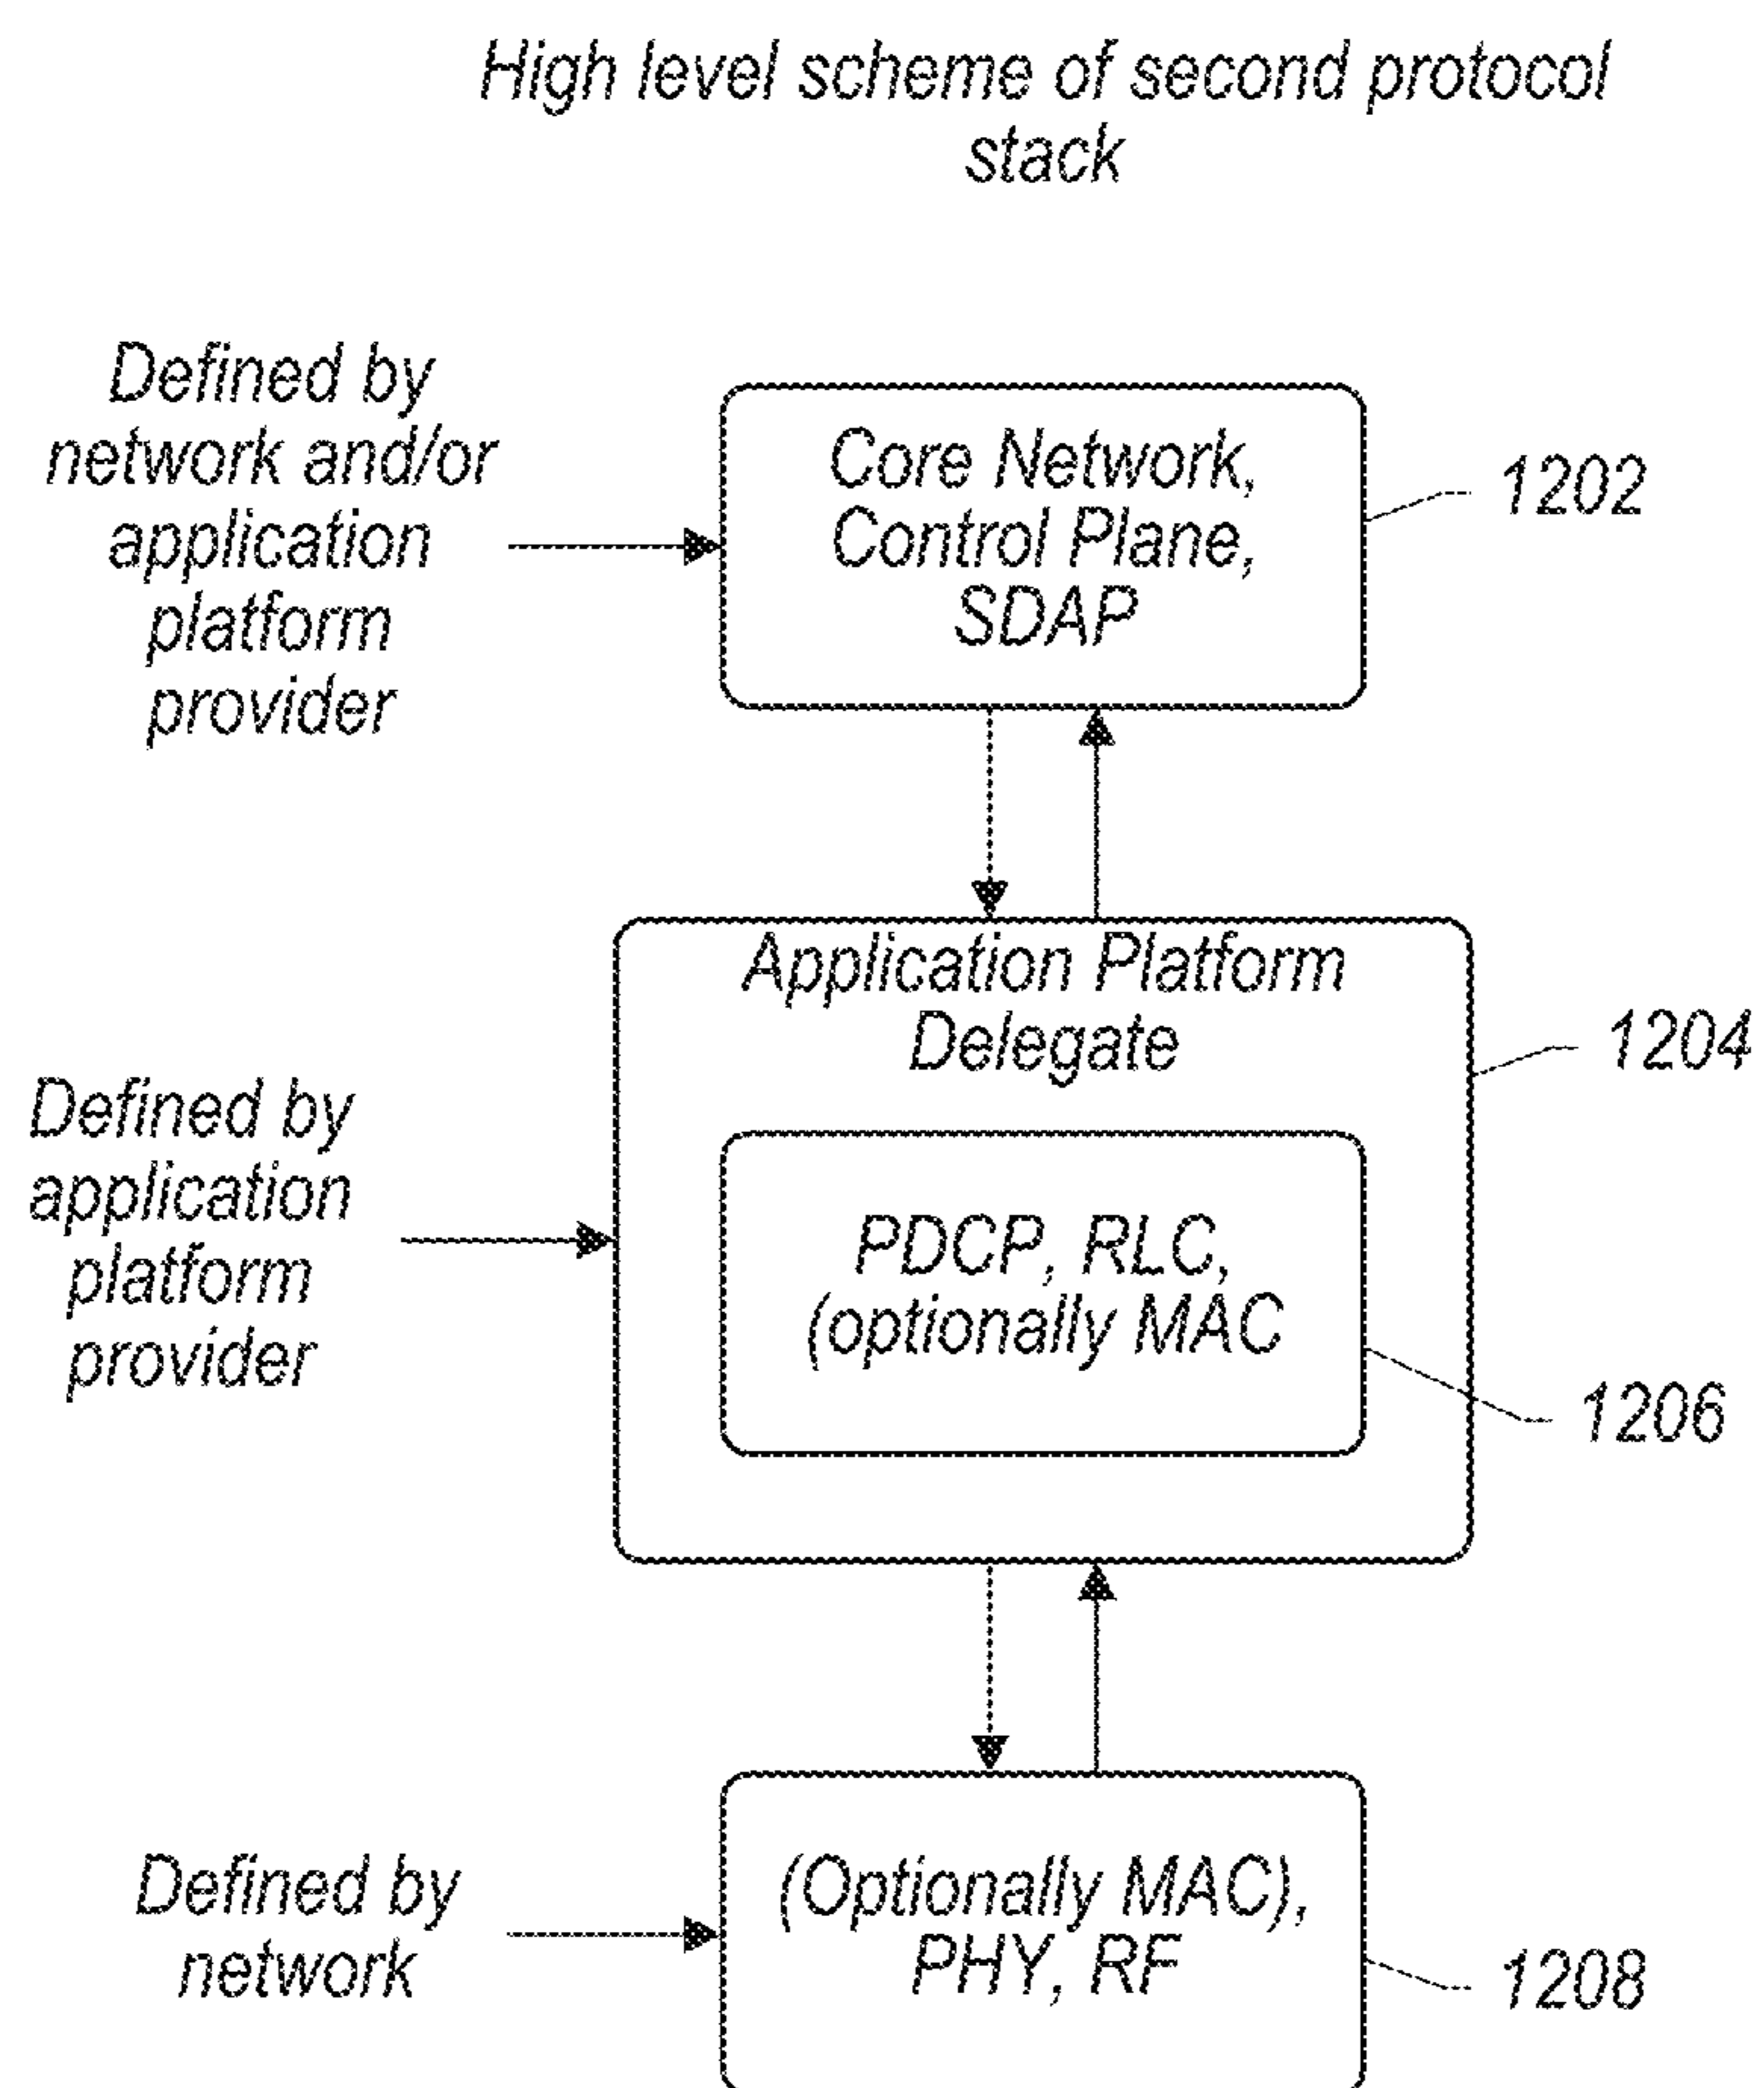 High level scheme of second protocol
stack
Defined by
network and/or
application
platform
provider
Core Network,
Control Plane,
SDAP
1202
Application Platform
Delegate
1204
Defined by
application
platform
provider
PDCP, RLC,
(optionally MAC
1206
Defined by
network
(Optionally MAC),
PHY, RF
1208